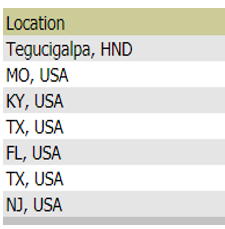 Location
Tegucigalpa, HND
MO, USA
KY, USA
TX, USA
FL, USA
TX, USA
NJ, USA